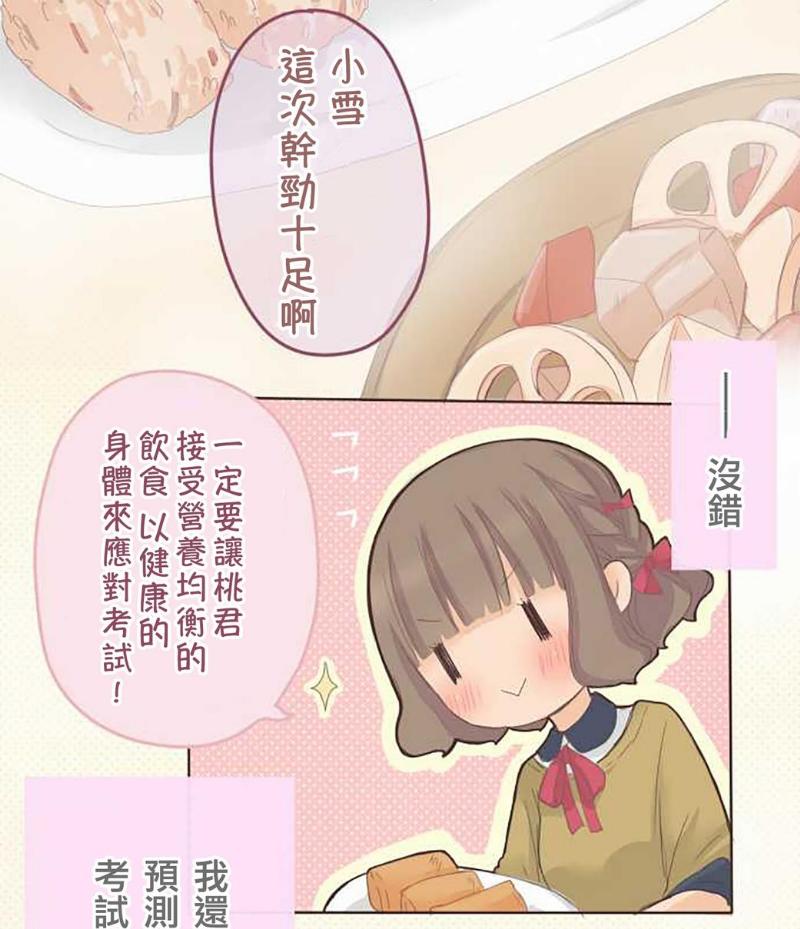 小雪
這次幹勁十足啊
——沒錯
一定要讓桃君
接受營養均衡的
飲食 以健康的
身體來應對考試！
我還
預測
考試